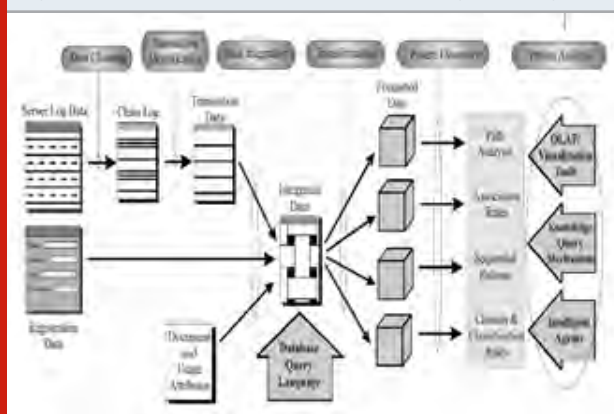 Data Cleaning
Transaction
Identification
Data Integration
Transformation
Pattern Discovery
Pattern Analysis
Server Log Data
Clean Log
Transaction
Data
Integrated
Data
Formatted
Data
Path
Analysis
Association
Rules
Sequential
Patterns
Clusters &
Classification
Rules
OLAP/
Visualization
Tools
Knowledge
Query
Mechanism
Intelligent
Agents
Registration
Data
Document
and
Usage
Attributes
Database
Query
Language